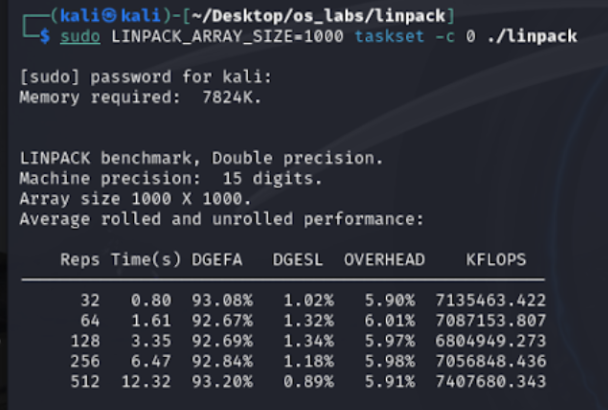 (kali㉿kali)-[~/Desktop/os_labs/linpack]
$ sudo LINPACK_ARRAY_SIZE=1000 taskset -c 0 ./linpack
[sudo] password for kali:
Memory required:  7824K.
LINPACK benchmark, Double precision.
Machine precision:  15 digits.
Array size 1000 X 1000.
Average rolled and unrolled performance:
Reps Time(s) DGEFA   DGESL  OVERHEAD    KFLOPS
32   0.80  93.08%   1.02%   5.90%  7135463.422
64   1.61  92.67%   1.32%   6.01%  7087153.807
128   3.35  92.69%   1.34%   5.97%  6804949.273
256   6.47  92.84%   1.18%   5.98%  7056848.436
512  12.32  93.20%   0.89%   5.91%  7407680.343